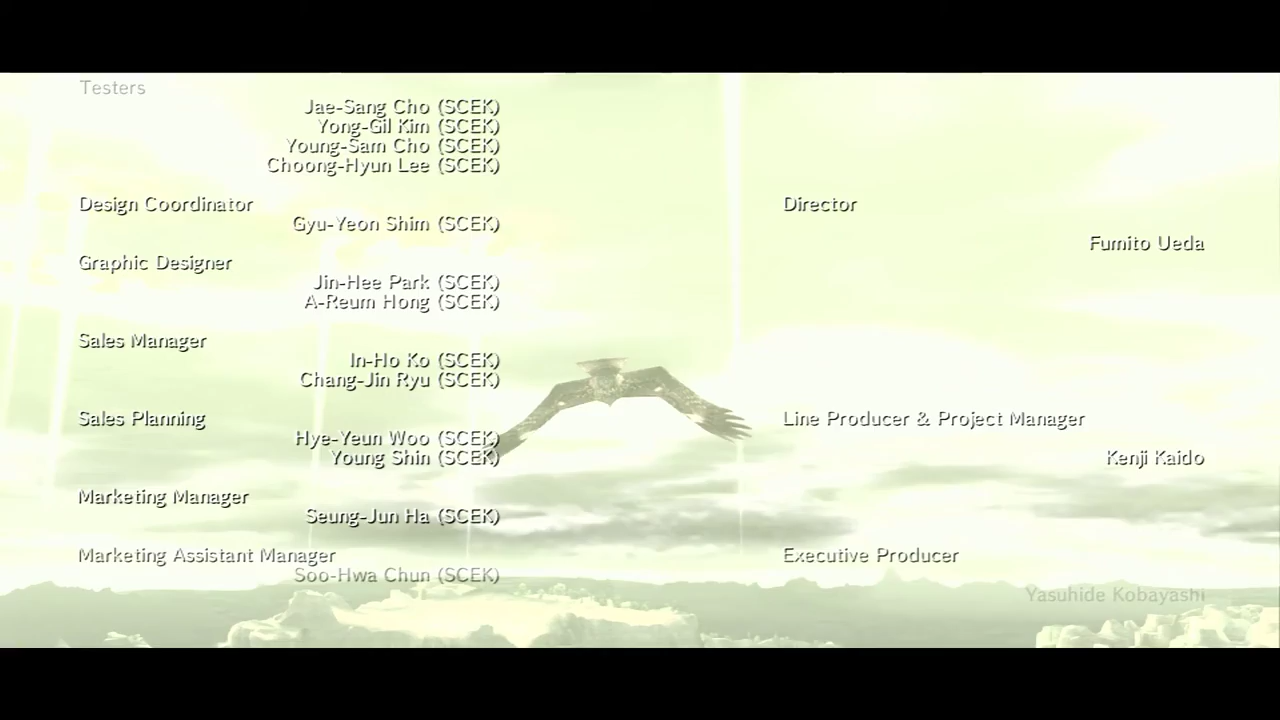 Testers
Jae-Sang Cho (SCEK)
Yong-Gil Kim (SCEK)
Young-Sam Cho (SCEK)
Choong-Hyun Lee (SCEK)
Design Coordinator
Gyu-Yeon Shim (SCEK)
Graphic Designer
Jin-Hee Park (SCEK)
A-Reum Hong (SCEK)
Sales Manager
In-Ho Ko (SCEK)
Chang-Jin Ryu (SCEK)
Sales Planning
Hye-Yeun Woo (SCEK)
Young Shin (SCEK)
Marketing Manager
Seung-Jun Ha (SCEK)
Marketing Assistant Manager
Soo-Hwa Chun (SCEK)
Director
Fumito Ueda
Line Producer & Project Manager
Kenji Kaido
Executive Producer
Yasuhide Kobayashi